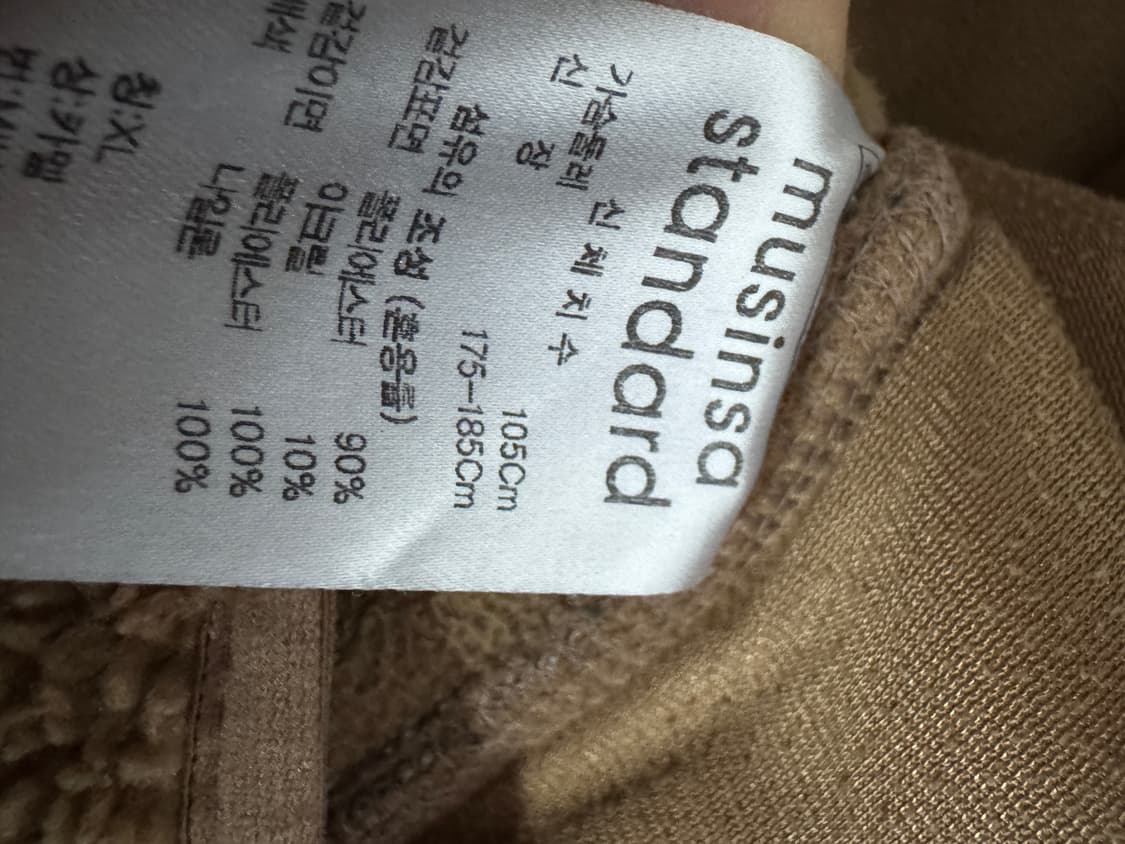 musinsa
standard
신 체 치 수
가슴둘레 105Cm
신 장 175-185Cm
섬유의 조성 (혼용률)
겉감표면 폴리에스터 90%
아크릴 10%
겉감이면 폴리에스터 100%
배색 나일론 100%
칭:XL
상:카멜